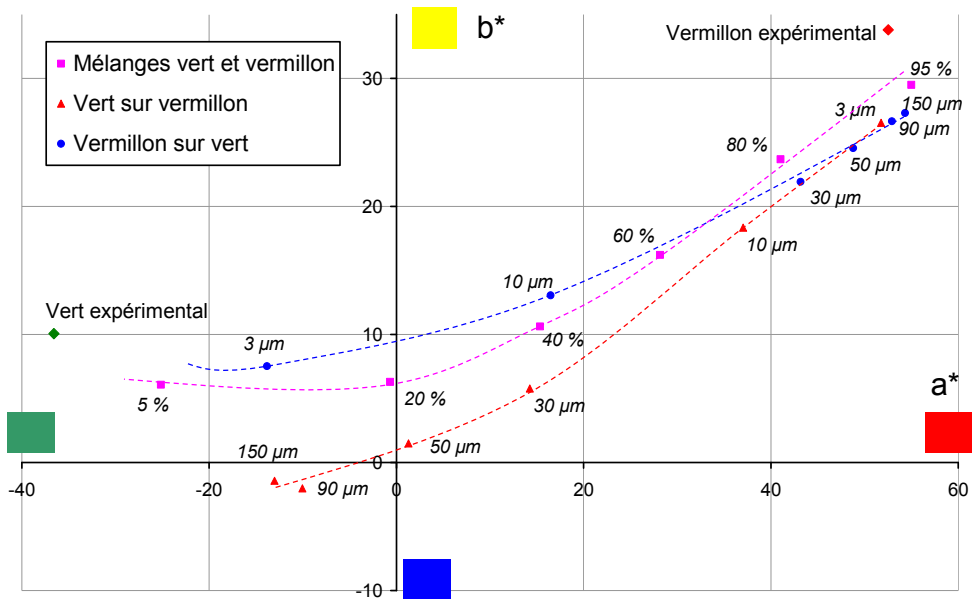 b*
Vermillon expérimental
Mélanges vert et vermillon
Vert sur vermillon
Vermillon sur vert
30
95 %
3 µm
150 µm
90 µm
80 %
50 µm
20
30 µm
60 %
10 µm
10 µm
Vert expérimental
10
3 µm
40 %
a*
5 %
20 %
30 µm
150 µm
50 µm
0
90 µm
-40
-20
0
20
40
60
-10